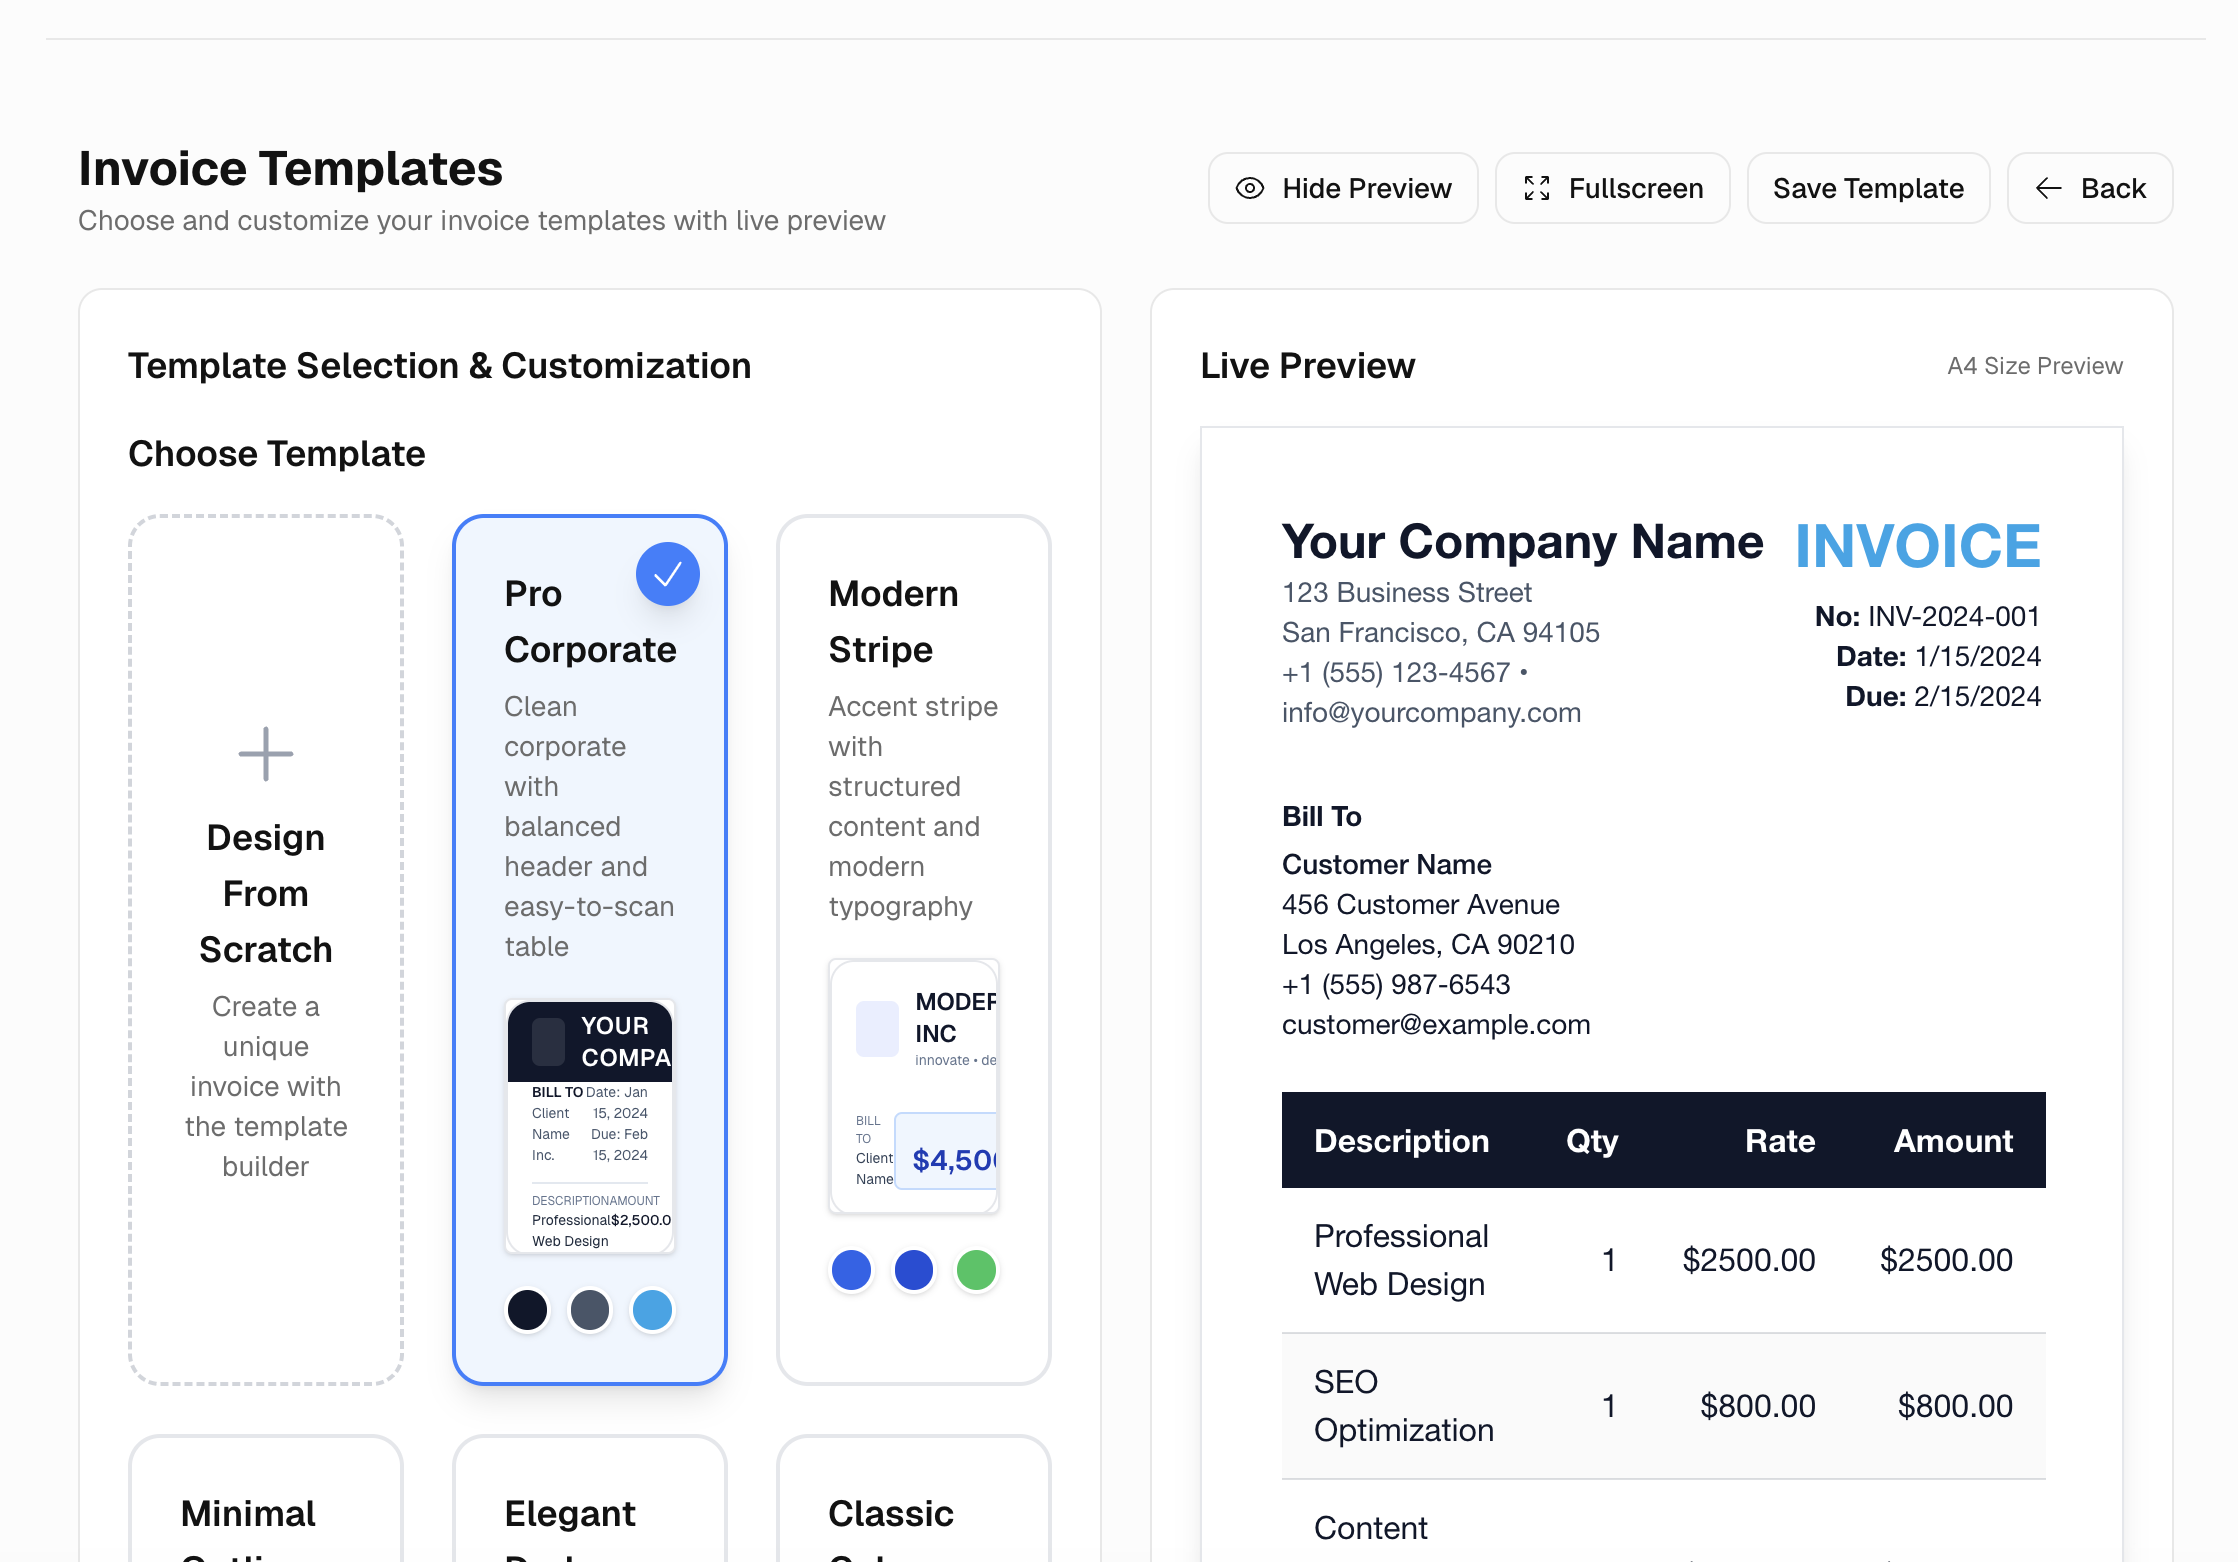 Invoice Templates
Choose and customize your invoice templates with live preview
Hide Preview
Fullscreen
Save Template
Back
Template Selection & Customization
Choose Template
Design
From
Scratch
Create a
unique
invoice with
the template
builder
Pro
Corporate
Clean
corporate
with
balanced
header and
easy-to-scan
table
YOUR
COMPA
BILL TO Date: Jan
Client 15, 2024
Name Due: Feb
Inc. 15, 2024
DESCRIPTIONAMOUNT
Professional$2,500.0
Web Design
Modern
Stripe
Accent stripe
with
structured
content and
modern
typography
MODER
INC
innovate • de
BILL
TO
Client
Name
$4,500
Minimal
Elegant
Classic
Live Preview
A4 Size Preview
Your Company Name
123 Business Street
San Francisco, CA 94105
+1 (555) 123-4567 •
info@yourcompany.com
INVOICE
No: INV-2024-001
Date: 1/15/2024
Due: 2/15/2024
Bill To
Customer Name
456 Customer Avenue
Los Angeles, CA 90210
+1 (555) 987-6543
customer@example.com
Description Qty Rate Amount
Professional
Web Design 1 $2500.00 $2500.00
SEO
Optimization 1 $800.00 $800.00
Content